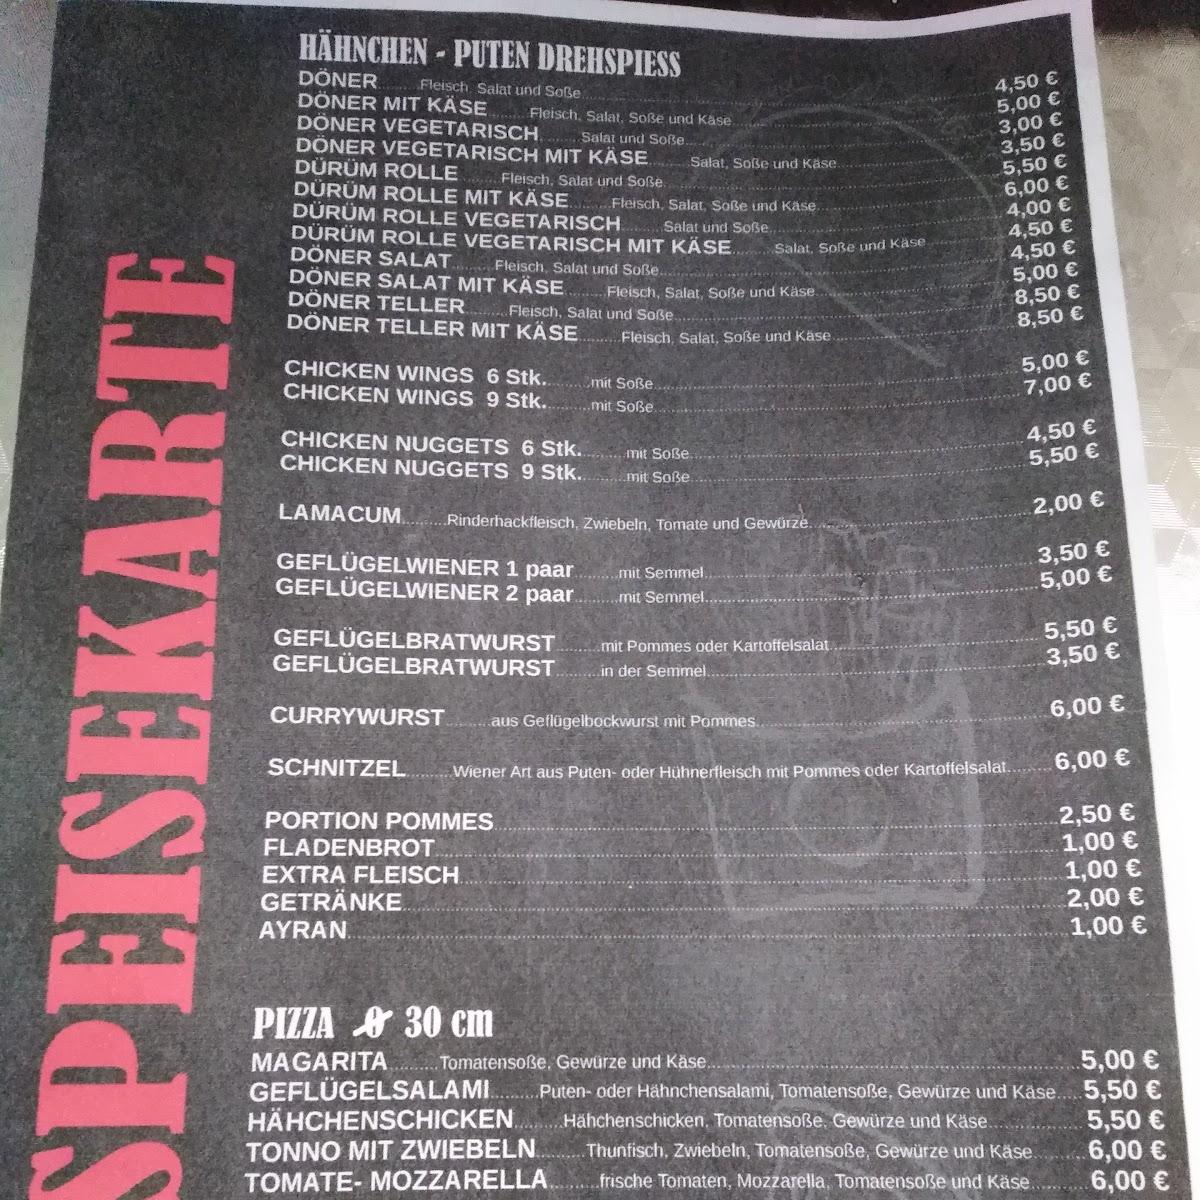 SPEISEKARTE
HÄHNCHEN - PUTEN DREHSPIESS
DÖNER........Fleisch, Salat und Soße........4,50 €
DÖNER MIT KÄSE........Fleisch, Salat, Soße und Käse........5,00 €
DÖNER VEGETARISCH........Salat und Soße........3,00 €
DÖNER VEGETARISCH MIT KÄSE........Salat, Soße und Käse........3,50 €
DÜRÜM ROLLE........Fleisch, Salat und Soße........5,50 €
DÜRÜM ROLLE MIT KÄSE........Fleisch, Salat, Soße und Käse........6,00 €
DÜRÜM ROLLE VEGETARISCH........Salat und Soße........4,00 €
DÜRÜM ROLLE VEGETARISCH MIT KÄSE........Salat, Soße und Käse........4,50 €
DÖNER SALAT........Fleisch, Salat und Soße........4,50 €
DÖNER SALAT MIT KÄSE........Fleisch, Salat, Soße und Käse........5,00 €
DÖNER TELLER........Fleisch, Salat und Soße........8,50 €
DÖNER TELLER MIT KÄSE........Fleisch, Salat, Soße und Käse........8,50 €
CHICKEN WINGS 6 Stk.........mit Soße........5,00 €
CHICKEN WINGS 9 Stk.........mit Soße........7,00 €
CHICKEN NUGGETS 6 Stk.........mit Soße........4,50 €
CHICKEN NUGGETS 9 Stk.........mit Soße........5,50 €
LAMACUM........Rinderhackfleisch, Zwiebeln, Tomate und Gewürze........2,00 €
GEFLÜGELWIENER 1 paar........mit Semmel........3,50 €
GEFLÜGELWIENER 2 paar........mit Semmel........5,00 €
GEFLÜGELBRATWURST........mit Pommes oder Kartoffelsalat........5,50 €
GEFLÜGELBRATWURST........in der Semmel........3,50 €
CURRYWURST........aus Geflügelbockwurst mit Pommes........6,00 €
SCHNITZEL........Wiener Art aus Puten- oder Hühnerfleisch mit Pommes oder Kartoffelsalat........6,00 €
PORTION POMMES........2,50 €
FLADENBROT........1,00 €
EXTRA FLEISCH........1,00 €
GETRÄNKE........2,00 €
AYRAN........1,00 €
PIZZA Ø 30 cm
MAGARITA........Tomatensoße, Gewürze und Käse........5,00 €
GEFLÜGELSALAMI........Puten- oder Hähnchensalami, Tomatensoße, Gewürze und Käse.....5,50 €
HÄHCHENSCHICKEN........Hähchenschicken, Tomatensoße, Gewürze und Käse........5,50 €
TONNO MIT ZWIEBELN........Thunfisch, Zwiebeln, Tomatensoße, Gewürze und Käse........6,00 €
TOMATE- MOZZARELLA........frische Tomaten, Mozzarella, Tomatensoße und Käse........6,00 €